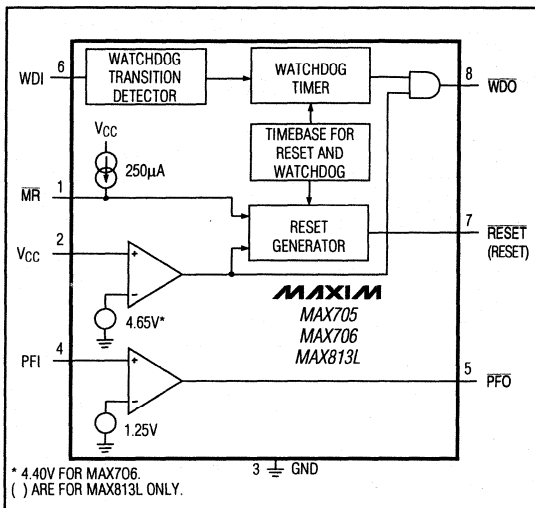 6
WDI
WATCHDOG
TRANSITION
DETECTOR
WATCHDOG
TIMER
8
WDO
VCC
250µA
TIMEBASE FOR
RESET AND
WATCHDOG
1
MR
RESET
GENERATOR
7
RESET
(RESET)
2
VCC
+
−
4.65V*
MAXIM
MAX705
MAX706
MAX813L
4
PFI
+
−
1.25V
5
PFO
3 GND
* 4.40V FOR MAX706.
( ) ARE FOR MAX813L ONLY.